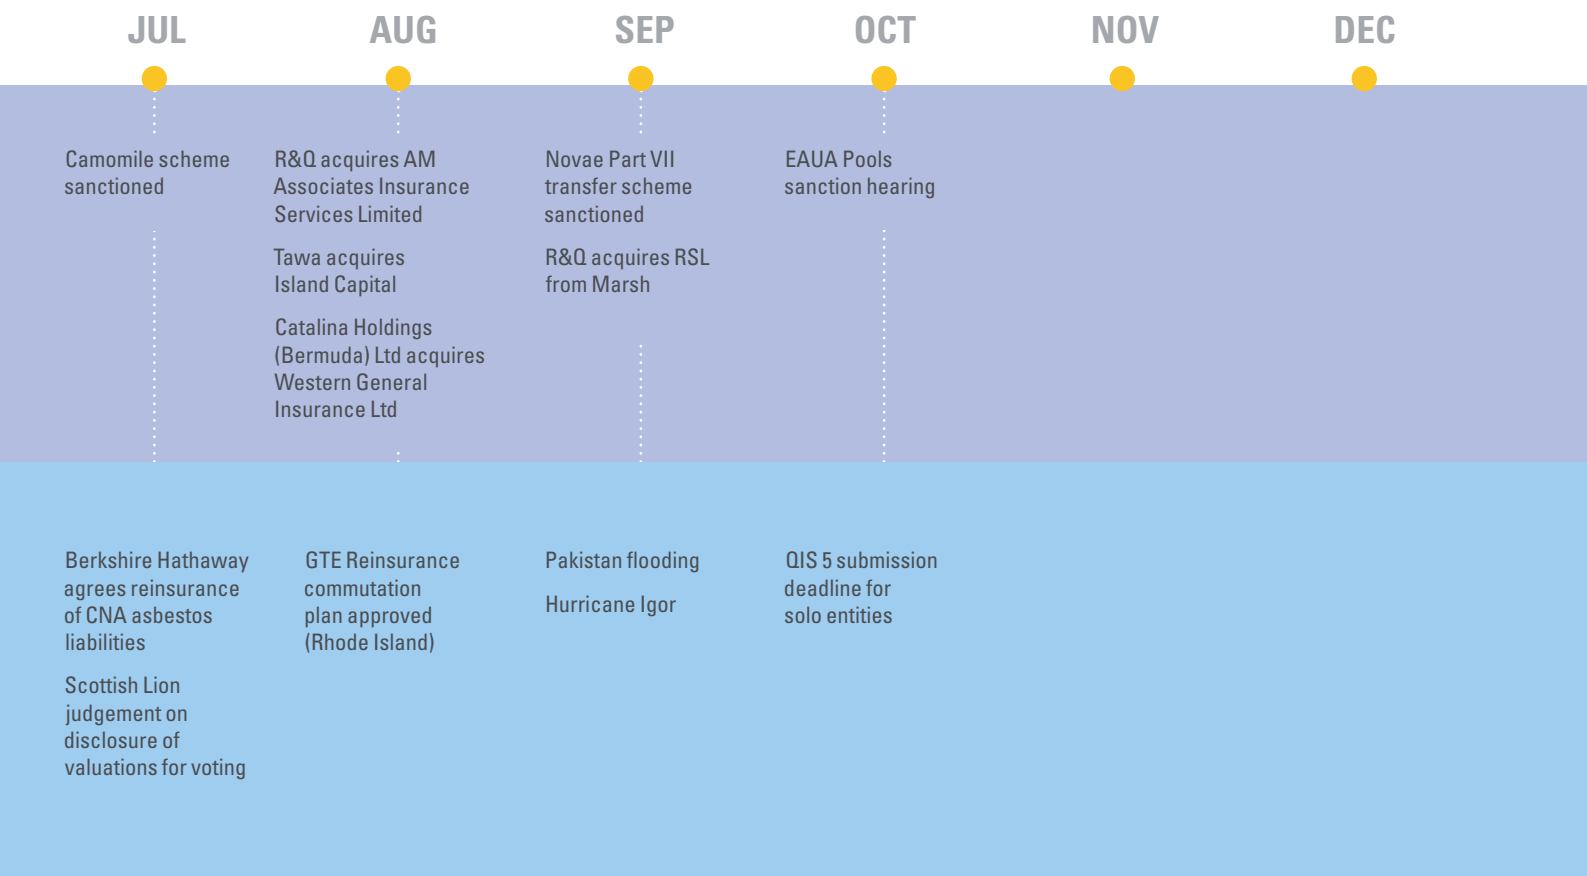 JUL
AUG
SEP
OCT
NOV
DEC
Camomile scheme
sanctioned
R&Q acquires AM
Associates Insurance
Services Limited
Tawa acquires
Island Capital
Catalina Holdings
(Bermuda) Ltd acquires
Western General
Insurance Ltd
Novae Part VII
transfer scheme
sanctioned
R&Q acquires RSL
from Marsh
EAUA Pools
sanction hearing
Berkshire Hathaway
agrees reinsurance
of CNA asbestos
liabilities
Scottish Lion
judgement on
disclosure of
valuations for voting
GTE Reinsurance
commutation
plan approved
(Rhode Island)
Pakistan flooding
Hurricane Igor
QIS 5 submission
deadline for
solo entities